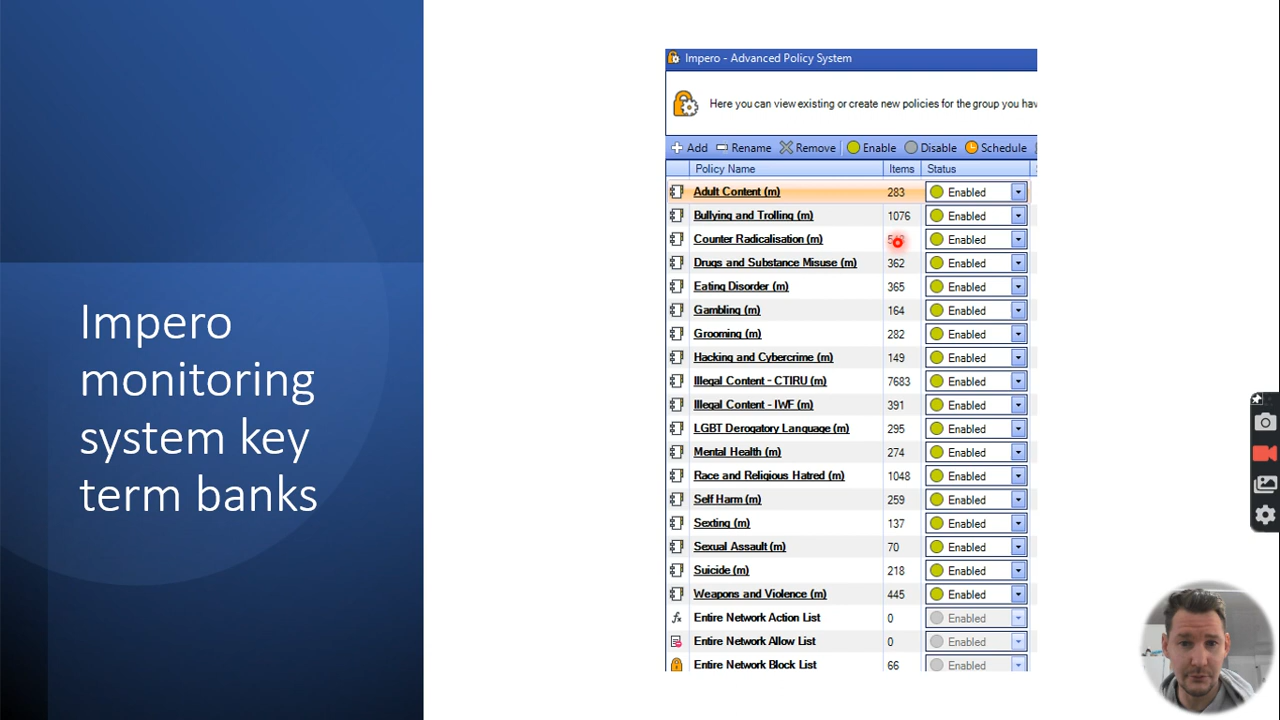 Impero
monitoring
system key
term banks
Impero - Advanced Policy System
Here you can view existing or create new policies for the group you hav
Add Rename Remove Enable Disable Schedule
Policy Name Items Status
Adult Content (m) 283 Enabled
Bullying and Trolling (m) 1076 Enabled
Counter Radicalisation (m) Enabled
Drugs and Substance Misuse (m) 362 Enabled
Eating Disorder (m) 365 Enabled
Gambling (m) 164 Enabled
Grooming (m) 282 Enabled
Hacking and Cybercrime (m) 149 Enabled
Illegal Content - CTIRU (m) 7683 Enabled
Illegal Content - IWF (m) 391 Enabled
LGBT Derogatory Language (m) 295 Enabled
Mental Health (m) 274 Enabled
Race and Religious Hatred (m) 1048 Enabled
Self Harm (m) 259 Enabled
Sexting (m) 137 Enabled
Sexual Assault (m) 70 Enabled
Suicide (m) 218 Enabled
Weapons and Violence (m) 445 Enabled
Entire Network Action List 0 Enabled
Entire Network Allow List 0 Enabled
Entire Network Block List 66 Enabled